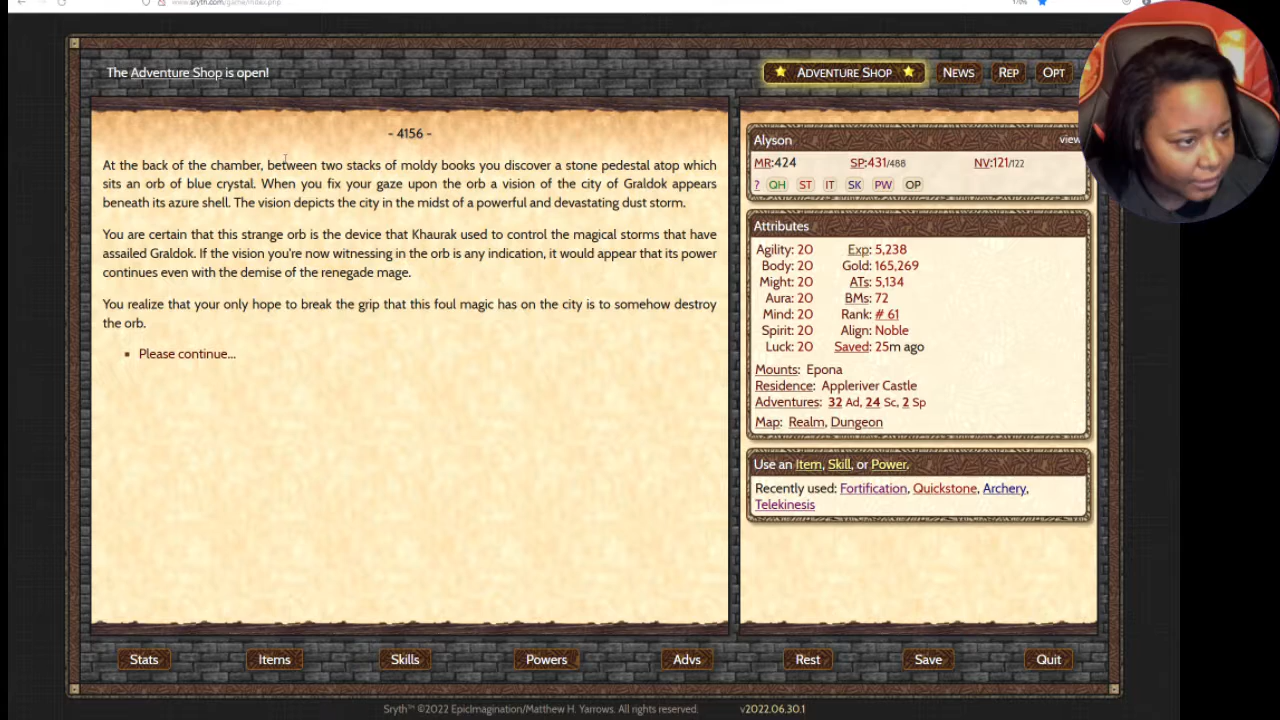 www.sryth.com/game/index.php
The Adventure Shop is open!
ADVENTURE SHOP
NEWS
REP
OPT
- 4156 -
At the back of the chamber, between two stacks of moldy books you discover a stone pedestal atop which
sits an orb of blue crystal. When you fix your gaze upon the orb a vision of the city of Graldok appears
beneath its azure shell. The vision depicts the city in the midst of a powerful and devastating dust storm.
You are certain that this strange orb is the device that Khaurak used to control the magical storms that have
assailed Graldok. If the vision you're now witnessing in the orb is any indication, it would appear that its power
continues even with the demise of the renegade mage.
You realize that your only hope to break the grip that this foul magic has on the city is to somehow destroy
the orb.
Please continue...
Alyson
view
MR:424 SP:431/488 NV:121/122
? QH ST IT SK PW OP
Attributes
Agility: 20 Exp: 5,238
Body: 20 Gold: 165,269
Might: 20 ATs: 5,134
Aura: 20 BMs: 72
Mind: 20 Rank: # 61
Spirit: 20 Align: Noble
Luck: 20 Saved: 25m ago
Mounts: Epona
Residence: Appleriver Castle
Adventures: 32 Ad, 24 Sc, 2 Sp
Map: Realm, Dungeon
Use an Item, Skill, or Power.
Recently used: Fortification, Quickstone, Archery,
Telekinesis
Stats
Items
Skills
Powers
Advs
Rest
Save
Quit
Sryth™ ©2022 EpicImagination/Matthew H. Yarrows. All rights reserved. v2022.06.30.1